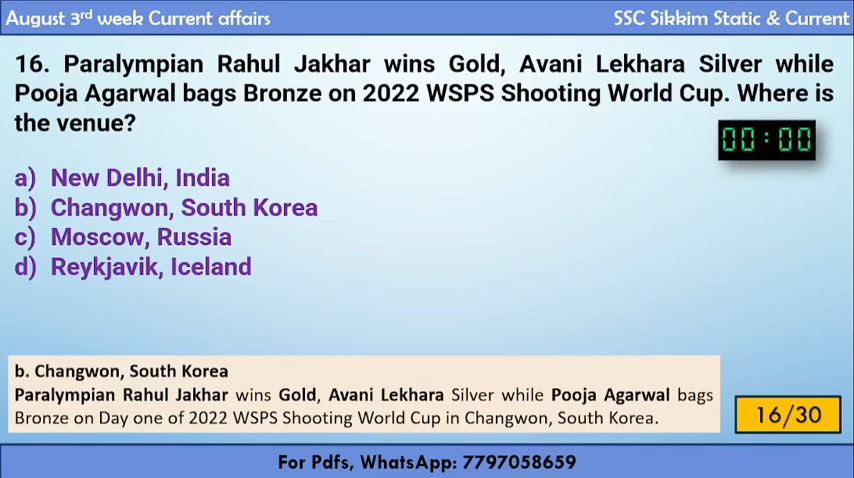 August 3rd week Current affairs
SSC Sikkim Static & Current
16. Paralympian Rahul Jakhar wins Gold, Avani Lekhara Silver while
Pooja Agarwal bags Bronze on 2022 WSPS Shooting World Cup. Where is
the venue?
00:00
a) New Delhi, India
b) Changwon, South Korea
c) Moscow, Russia
d) Reykjavik, Iceland
b. Changwon, South Korea
Paralympian Rahul Jakhar wins Gold, Avani Lekhara Silver while Pooja Agarwal bags
Bronze on Day one of 2022 WSPS Shooting World Cup in Changwon, South Korea.
16/30
For Pdfs, WhatsApp: 7797058659